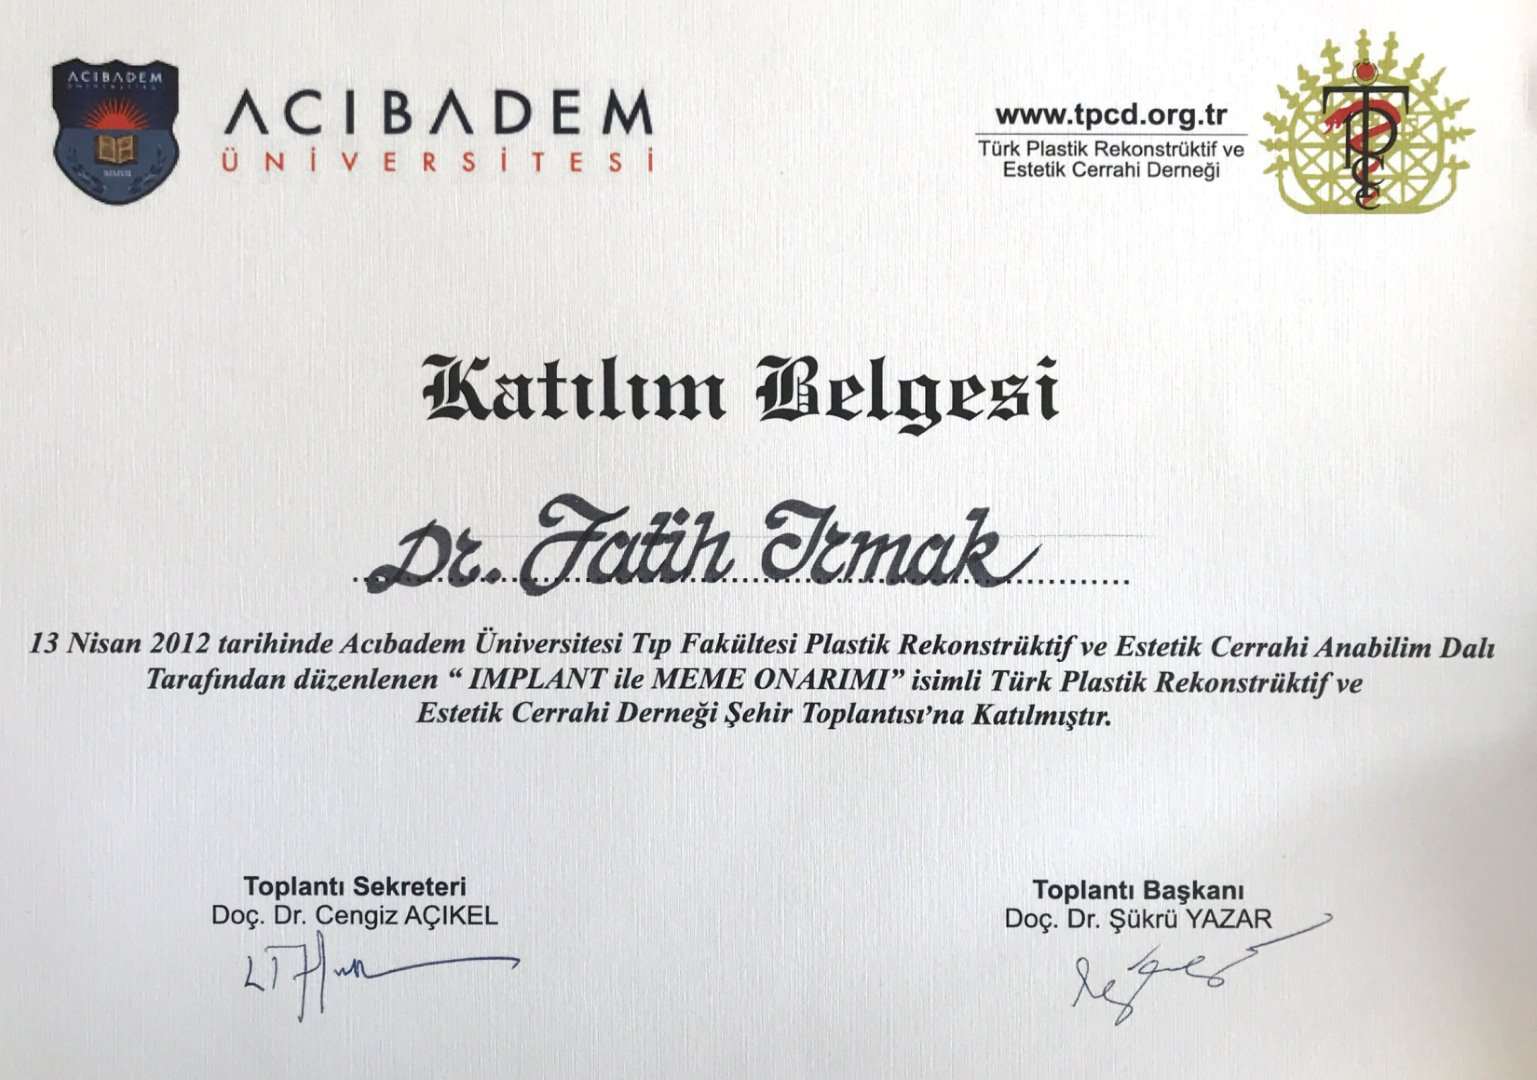 ACIBADEM
ACIBADEM
ÜNİVERSİTESİ
www.tpcd.org.tr
Türk Plastik Rekonstrüktif ve
Estetik Cerrahi Derneği
Katılım Belgesi
Dr. Fatih Irmak
13 Nisan 2012 tarihinde Acıbadem Üniversitesi Tıp Fakültesi Plastik Rekonstrüktif ve Estetik Cerrahi Anabilim Dalı
Tarafından düzenlenen “ IMPLANT ile MEME ONARIMI” isimli Türk Plastik Rekonstrüktif ve
Estetik Cerrahi Derneği Şehir Toplantısı’na Katılmıştır.
Toplantı Sekreteri
Doç. Dr. Cengiz AÇIKEL
Toplantı Başkanı
Doç. Dr. Şükrü YAZAR